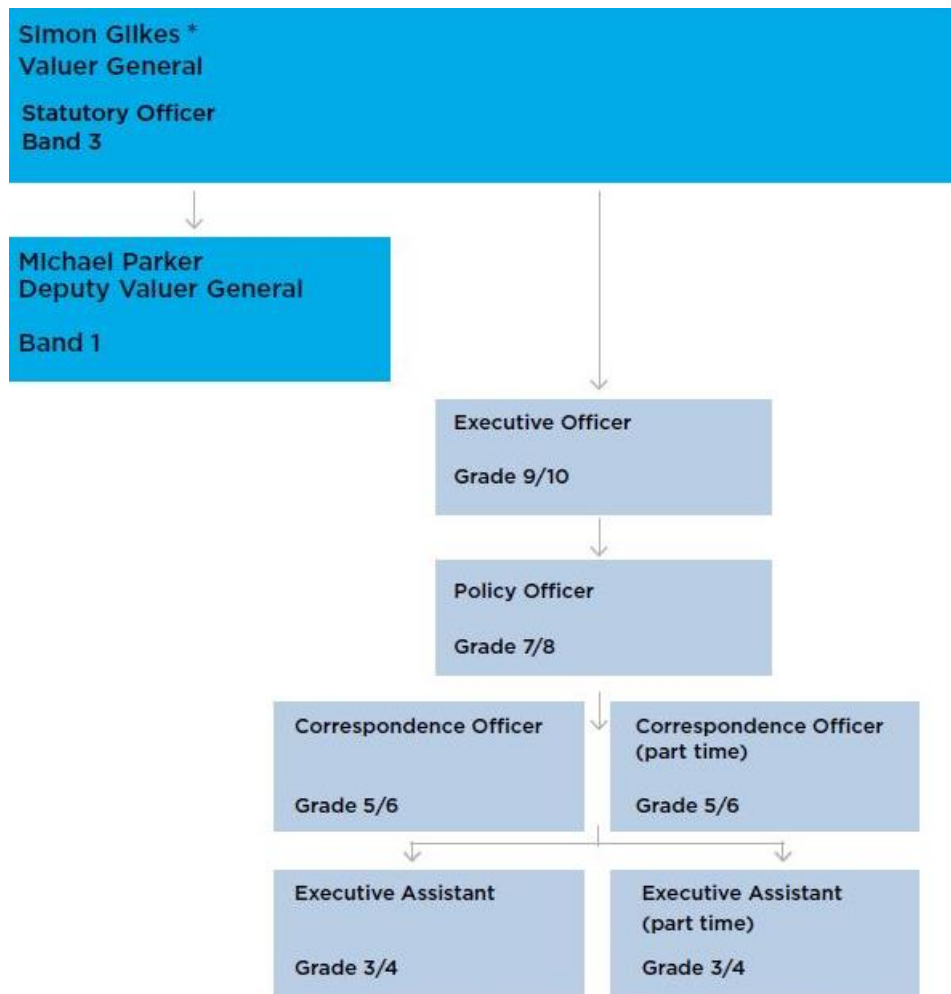 Simon Gilkes *
Valuer General
Statutory Officer
Band 3
Michael Parker
Deputy Valuer General
Band 1
Executive Officer
Grade 9/10
Policy Officer
Grade 7/8
Correspondence Officer
Grade 5/6
Correspondence Officer
(part time)
Grade 5/6
Executive Assistant
Grade 3/4
Executive Assistant
(part time)
Grade 3/4